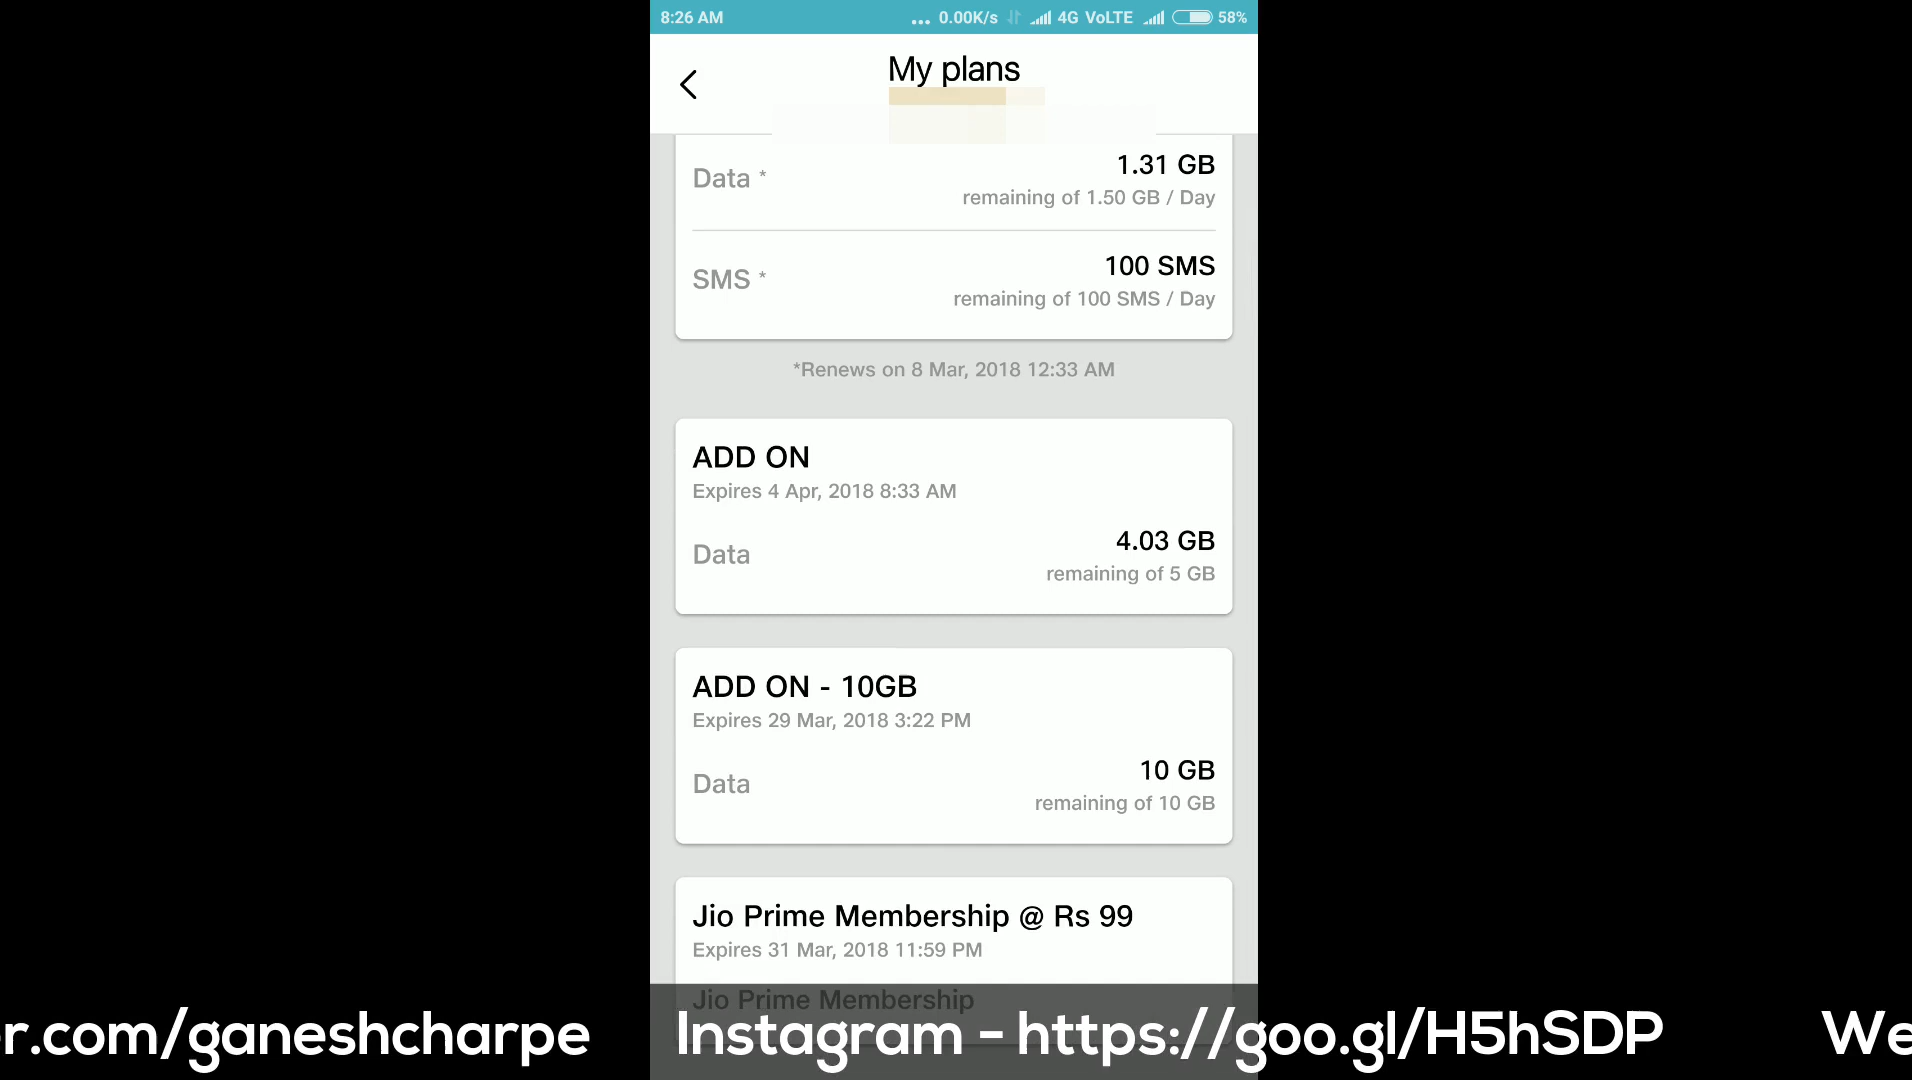 8:26 AM ... 0.00K/s 4G VoLTE 58%
My plans
Data * 1.31 GB
remaining of 1.50 GB / Day
SMS * 100 SMS
remaining of 100 SMS / Day
*Renews on 8 Mar, 2018 12:33 AM
ADD ON
Expires 4 Apr, 2018 8:33 AM
Data 4.03 GB
remaining of 5 GB
ADD ON - 10GB
Expires 29 Mar, 2018 3:22 PM
Data 10 GB
remaining of 10 GB
Jio Prime Membership @ Rs 99
Expires 31 Mar, 2018 11:59 PM
Jio Prime Membership
er.com/ganeshcharpe Instagram - https://goo.gl/H5hSDP We